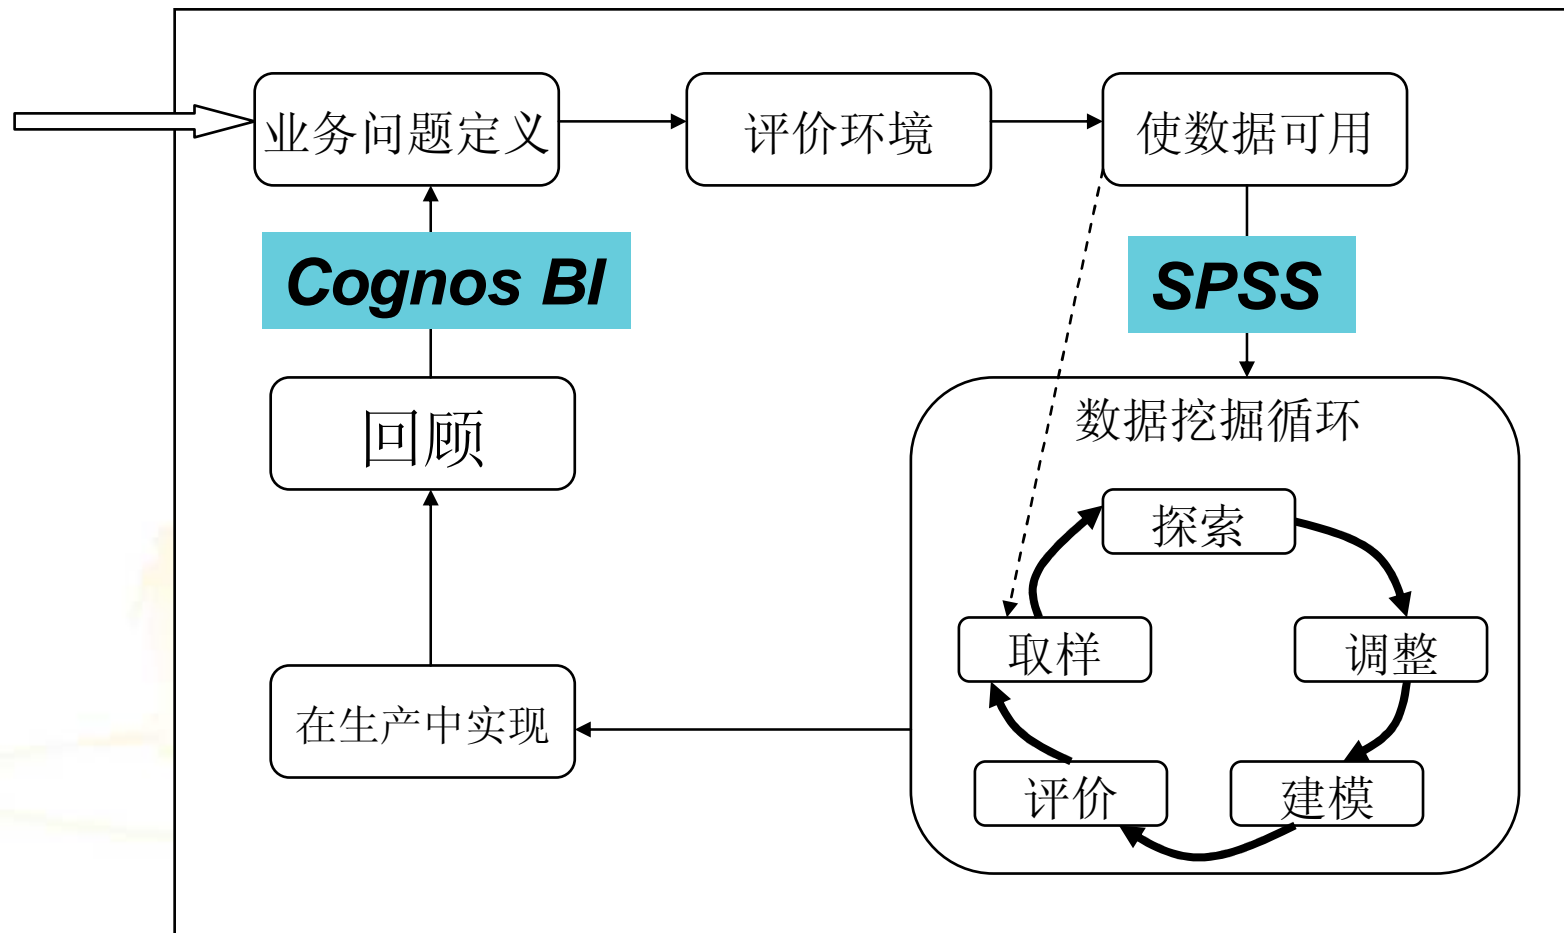 业务问题定义
评价环境
使数据可用
Cognos BI
SPSS
回顾
数据挖掘循环
探索
取样
调整
在生产中实现
评价
建模